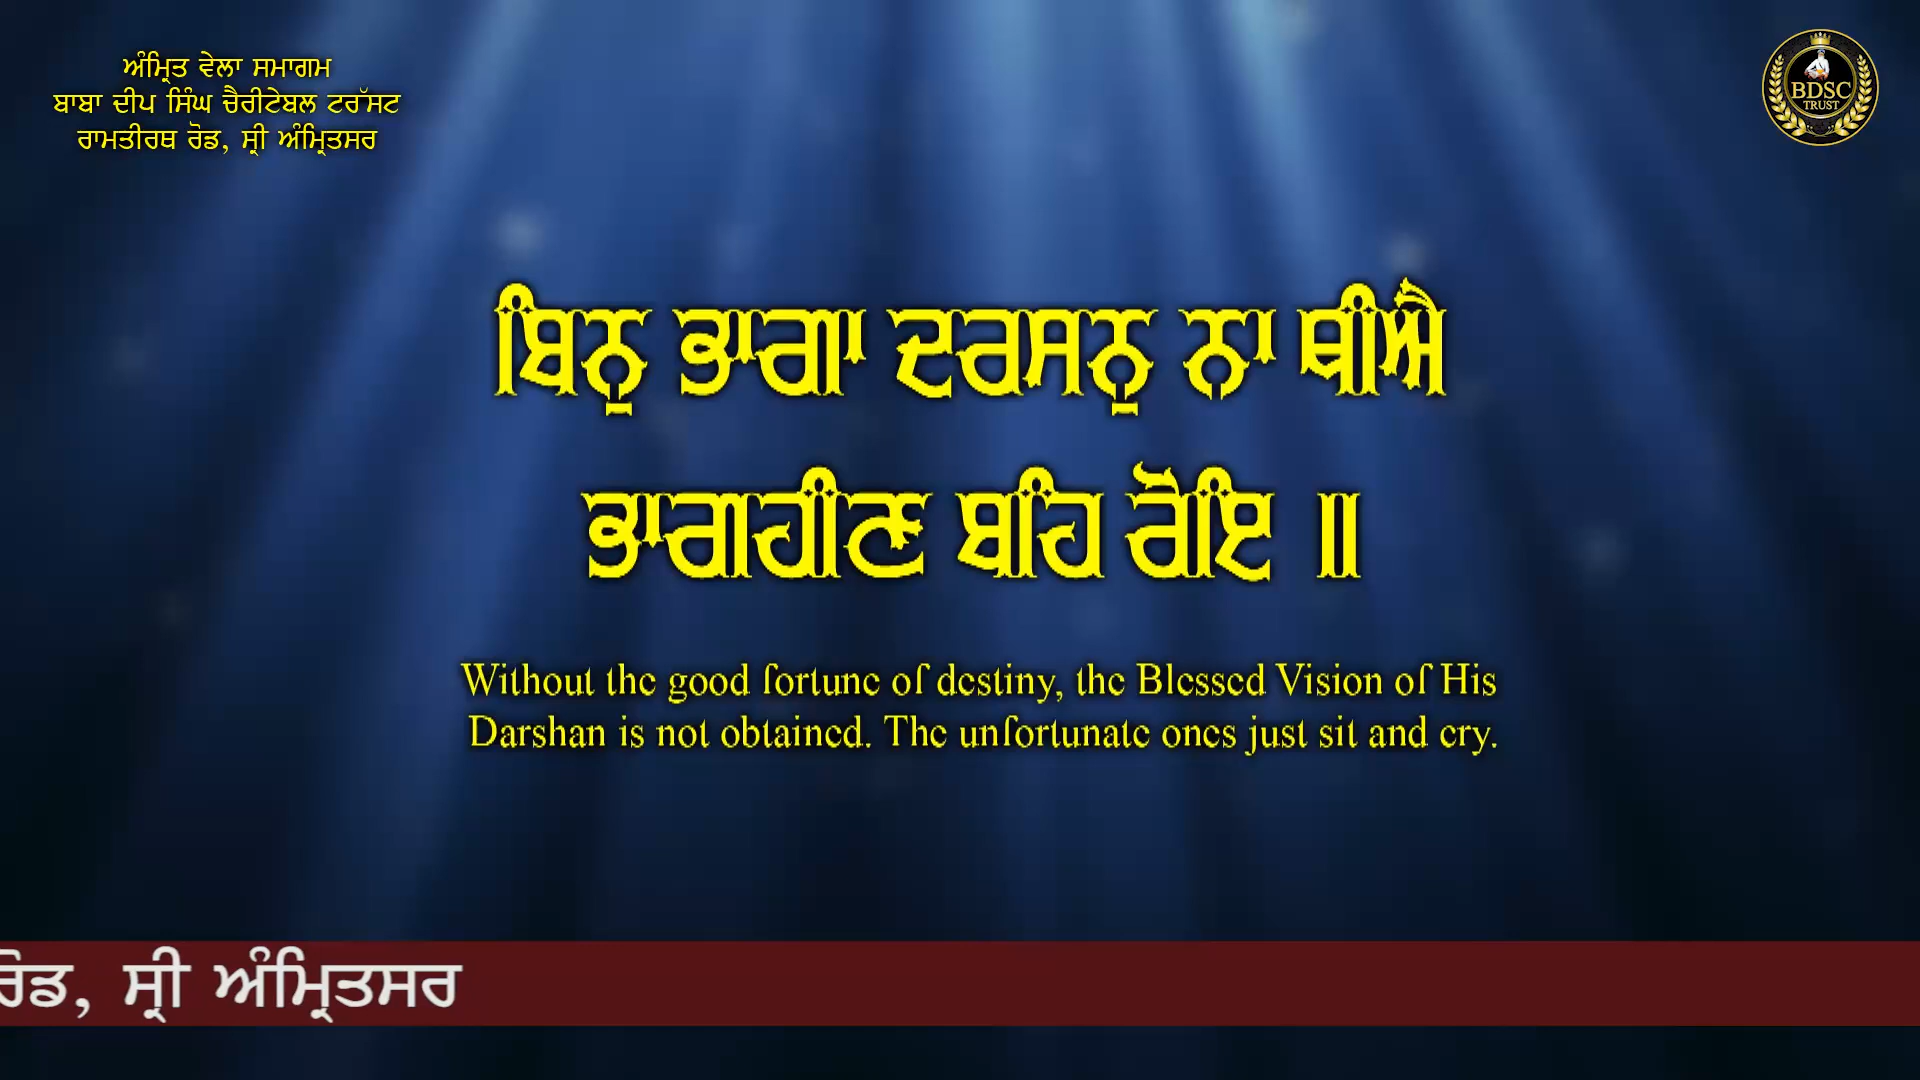 ਅੰਮ੍ਰਿਤ ਵੇਲਾ ਸਮਾਗਮ
ਬਾਬਾ ਦੀਪ ਸਿੰਘ ਚੈਰੀਟੇਬਲ ਟਰੱਸਟ
ਰਾਮਤੀਰਥ ਰੋਡ, ਸ੍ਰੀ ਅੰਮ੍ਰਿਤਸਰ
BDSC
TRUST
ਬਿਨੁ ਭਾਗਾ ਦਰਸਨੁ ਨਾ ਥੀਐ
ਭਾਗਹੀਣ ਬਹਿ ਰੋਇ ॥
Without the good fortune of destiny, the Blessed Vision of His
Darshan is not obtained. The unfortunate ones just sit and cry.
ਰੋਡ, ਸ੍ਰੀ ਅੰਮ੍ਰਿਤਸਰ